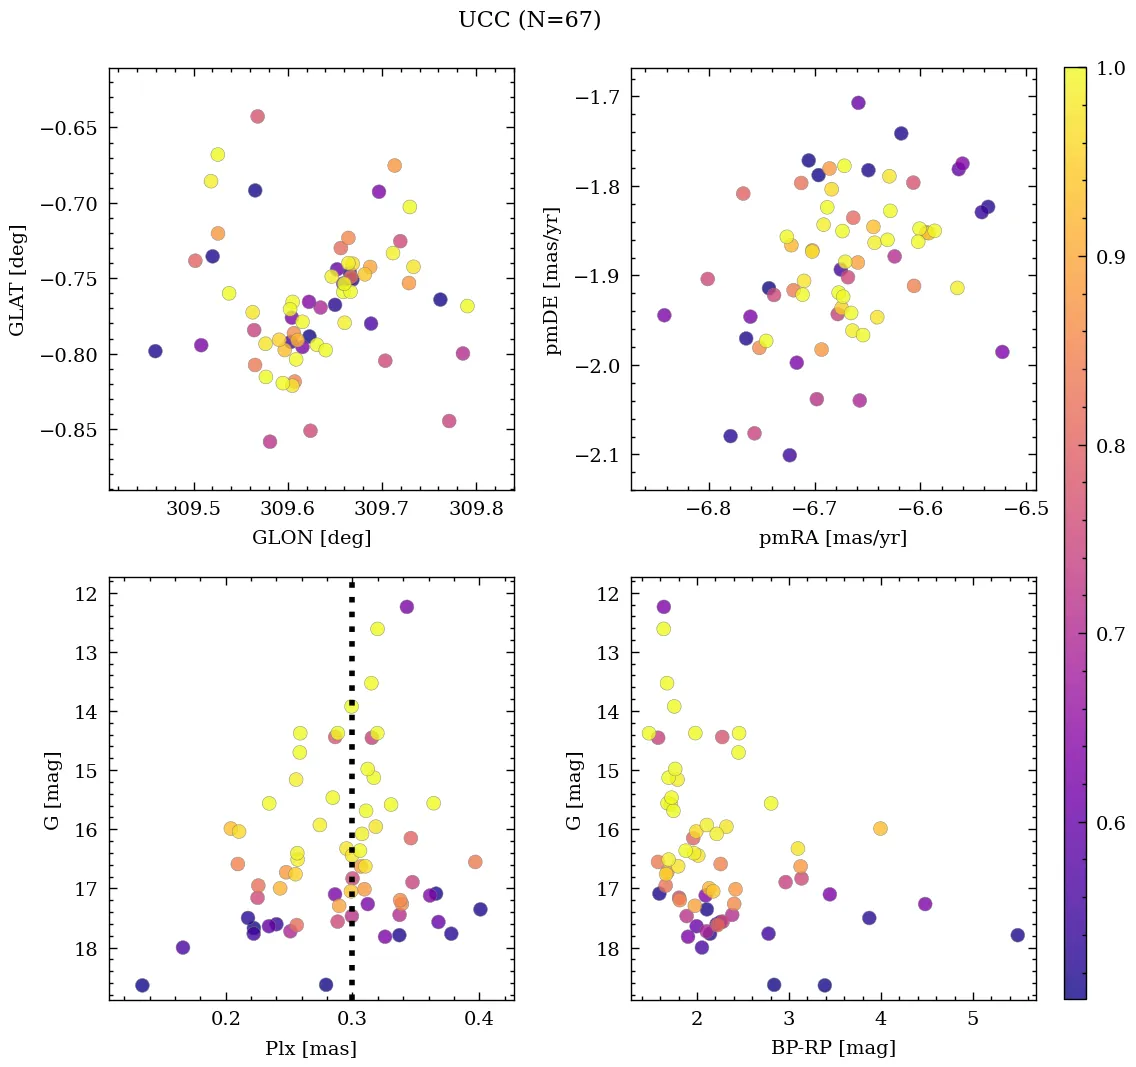 UCC (N=67)
−0.65
−0.70
−0.75
−0.80
−0.85
GLAT [deg]
309.5 309.6 309.7 309.8
GLON [deg]
−1.7
−1.8
−1.9
−2.0
−2.1
pmDE [mas/yr]
−6.8 −6.7 −6.6 −6.5
pmRA [mas/yr]
1.0
0.9
0.8
0.7
0.6
12
13
14
15
16
17
18
G [mag]
0.2 0.3 0.4
Plx [mas]
12
13
14
15
16
17
18
G [mag]
2 3 4 5
BP-RP [mag]